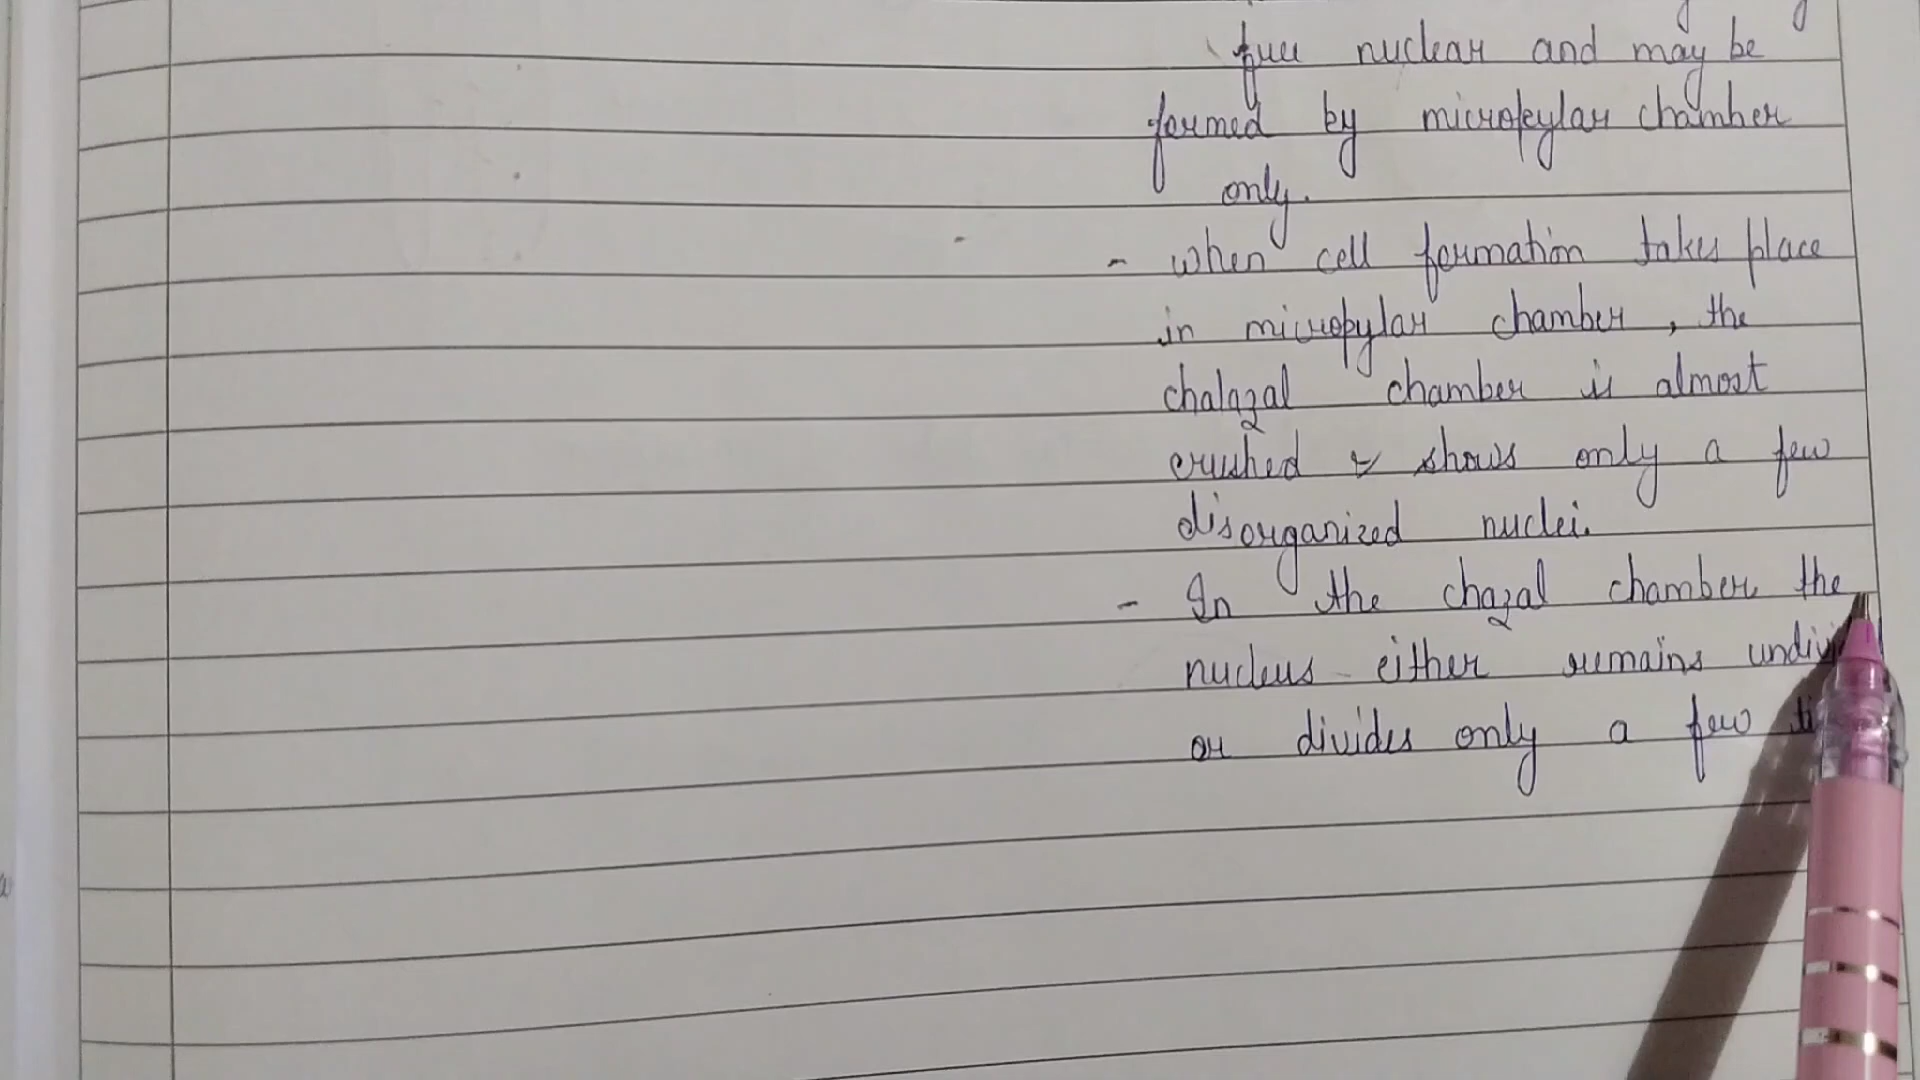 free nuclear and may be
formed by micropylar chamber
only.
- when cell formation takes place
in micropylar chamber, the
chalazal chamber is almost
crushed & shows only a few
disorganized nuclei.
- In the chazal chamber the
nucleus either remains
or divides only a few